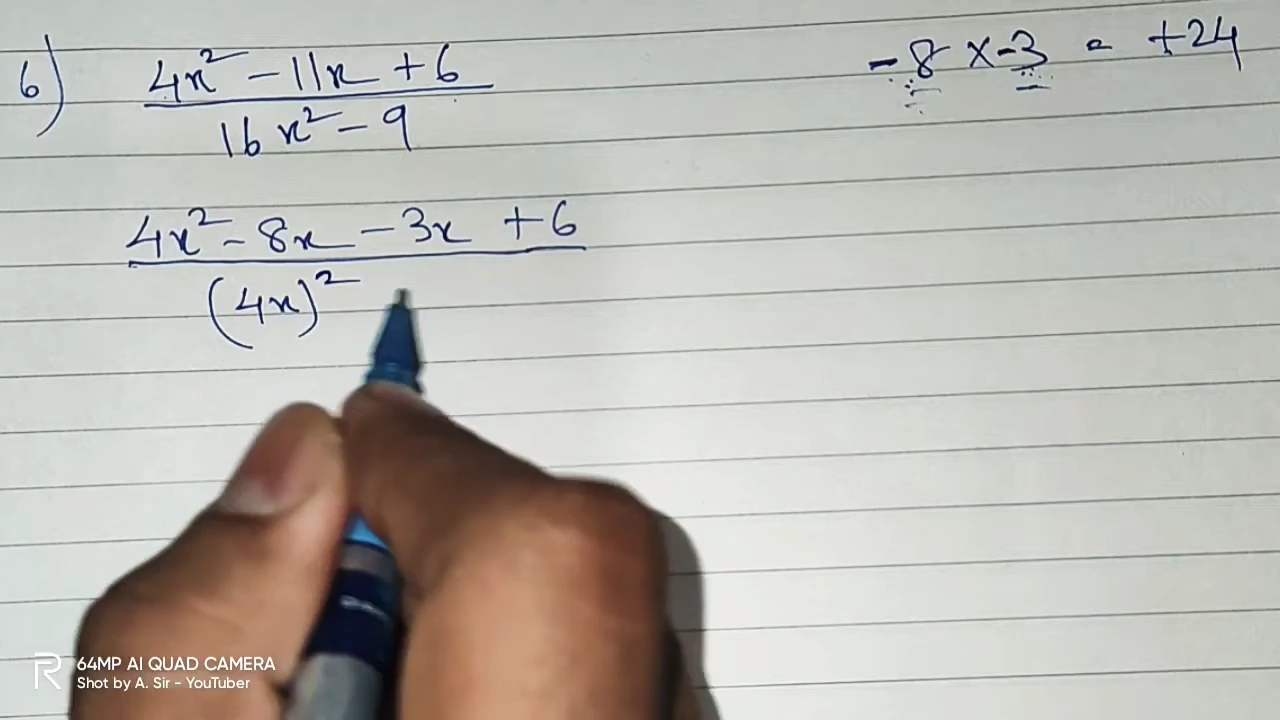 6) 4x² - 11x + 6 -8 x -3 = +24
16x² - 9
4x² - 8x - 3x + 6
(4x)²
64MP AI QUAD CAMERA
Shot by A. Sir - YouTuber